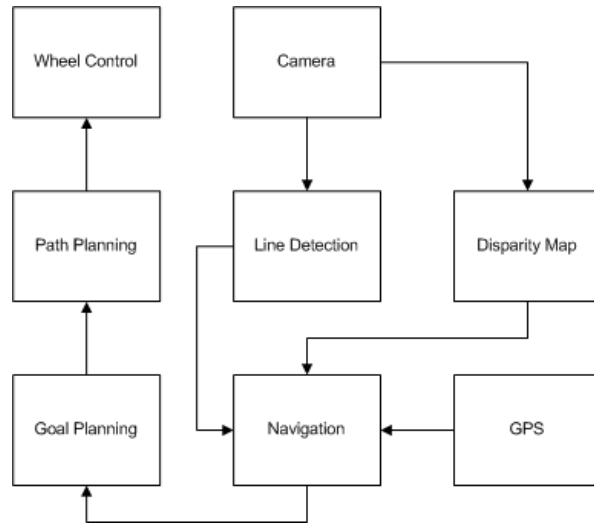 Wheel Control
Camera
Path Planning
Line Detection
Disparity Map
Goal Planning
Navigation
GPS